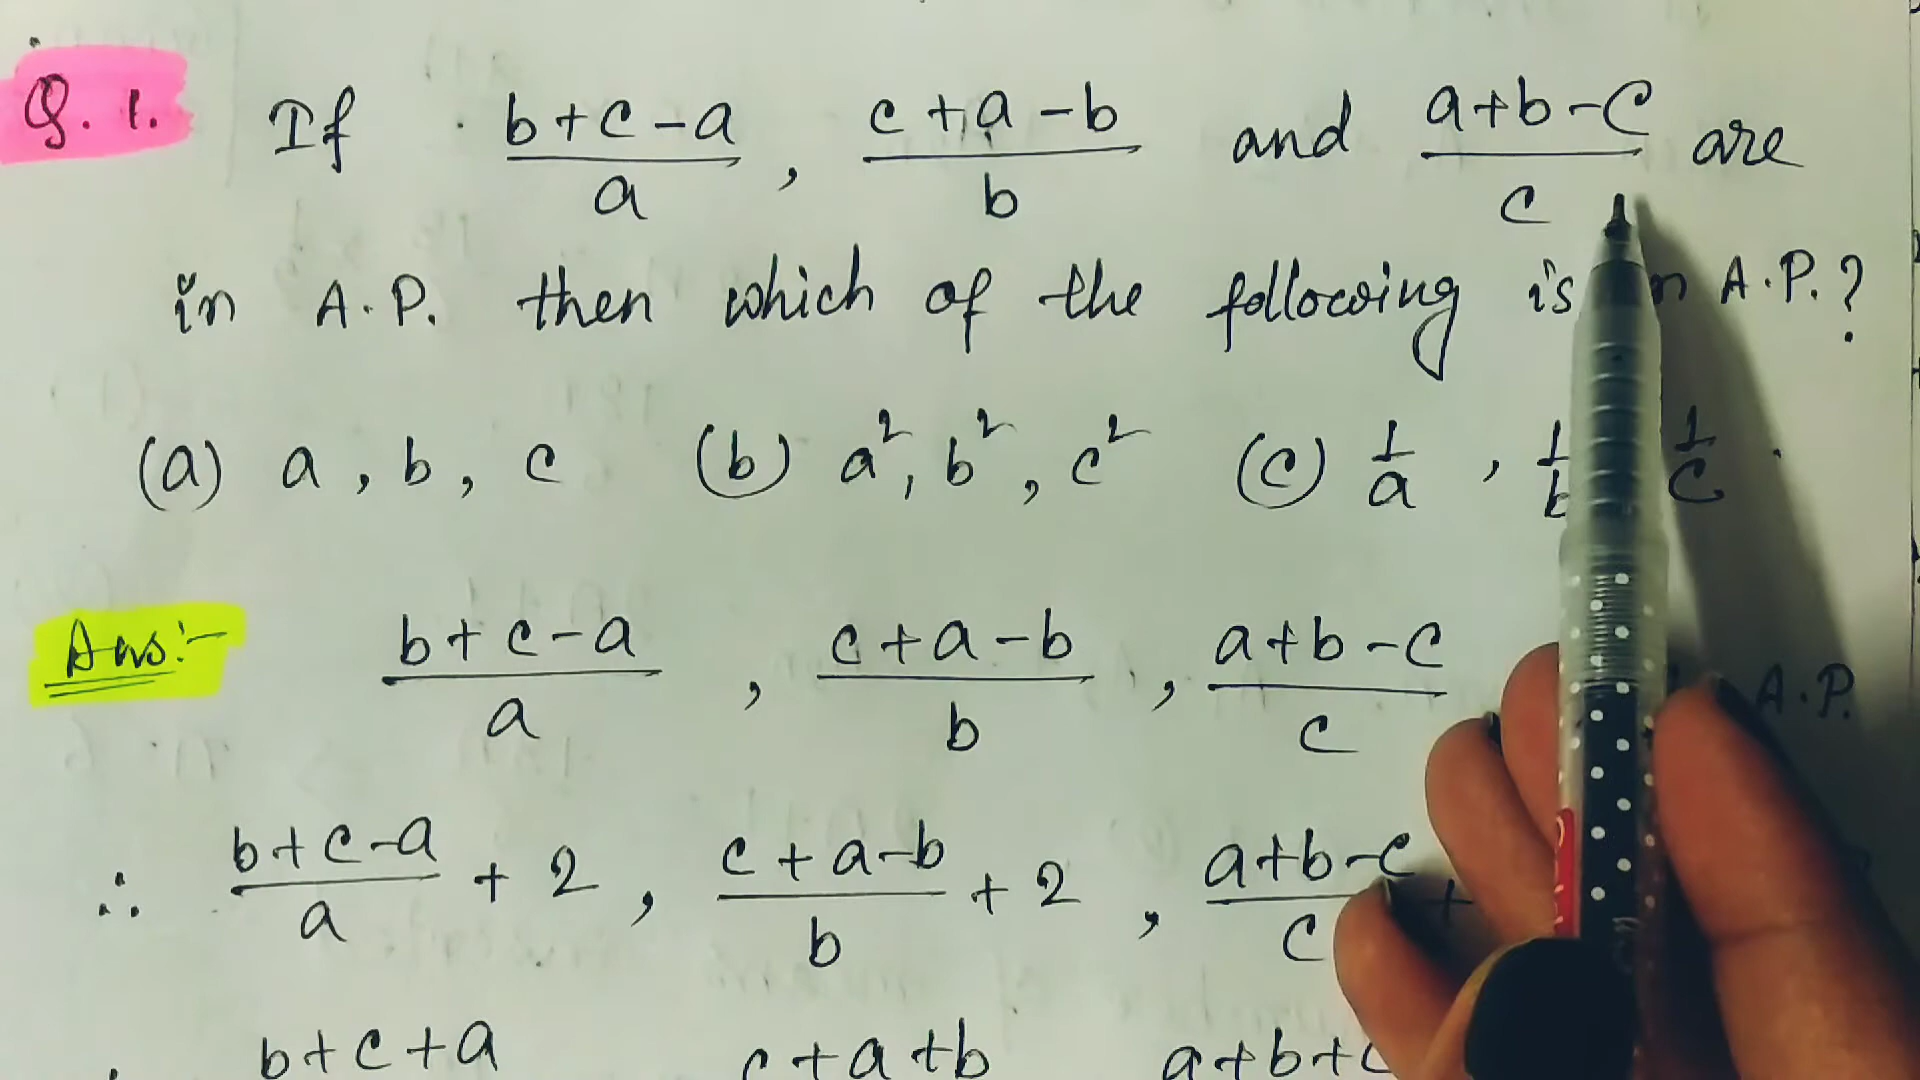 Q. 1. If b+c-a/a, c+a-b/b and a+b-c/c are
in A.P. then which of the following is A.P.?
(a) a, b, c (b) a², b², c² (c) 1/a, 1/b 1/c
Ans:- b+c-a/a, c+a-b/b, a+b-c/c A.P.
∴ b+c-a/a + 2, c+a-b/b + 2, a+b-c/c +
b+c+a c+a+b a+b+c